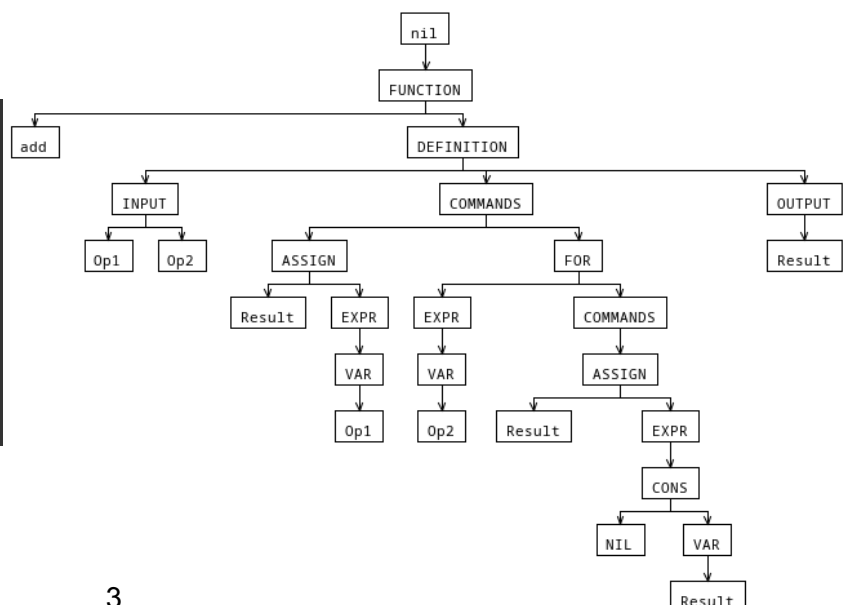 nil
FUNCTION
add DEFINITION
INPUT COMMANDS OUTPUT
Op1 Op2 ASSIGN FOR Result
Result EXPR EXPR COMMANDS
VAR VAR ASSIGN
Op1 Op2 Result EXPR
CONS
NIL VAR
3 Result